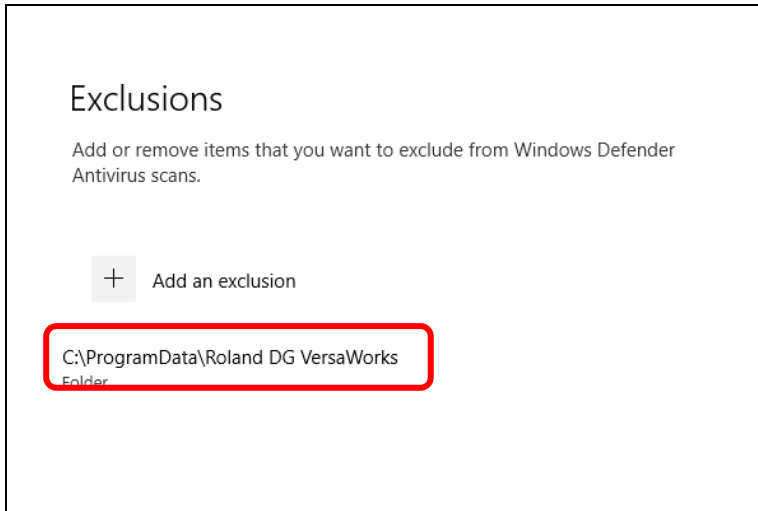 Exclusions
Add or remove items that you want to exclude from Windows Defender
Antivirus scans.
Add an exclusion
C:\ProgramData\Roland DG VersaWorks
Folder